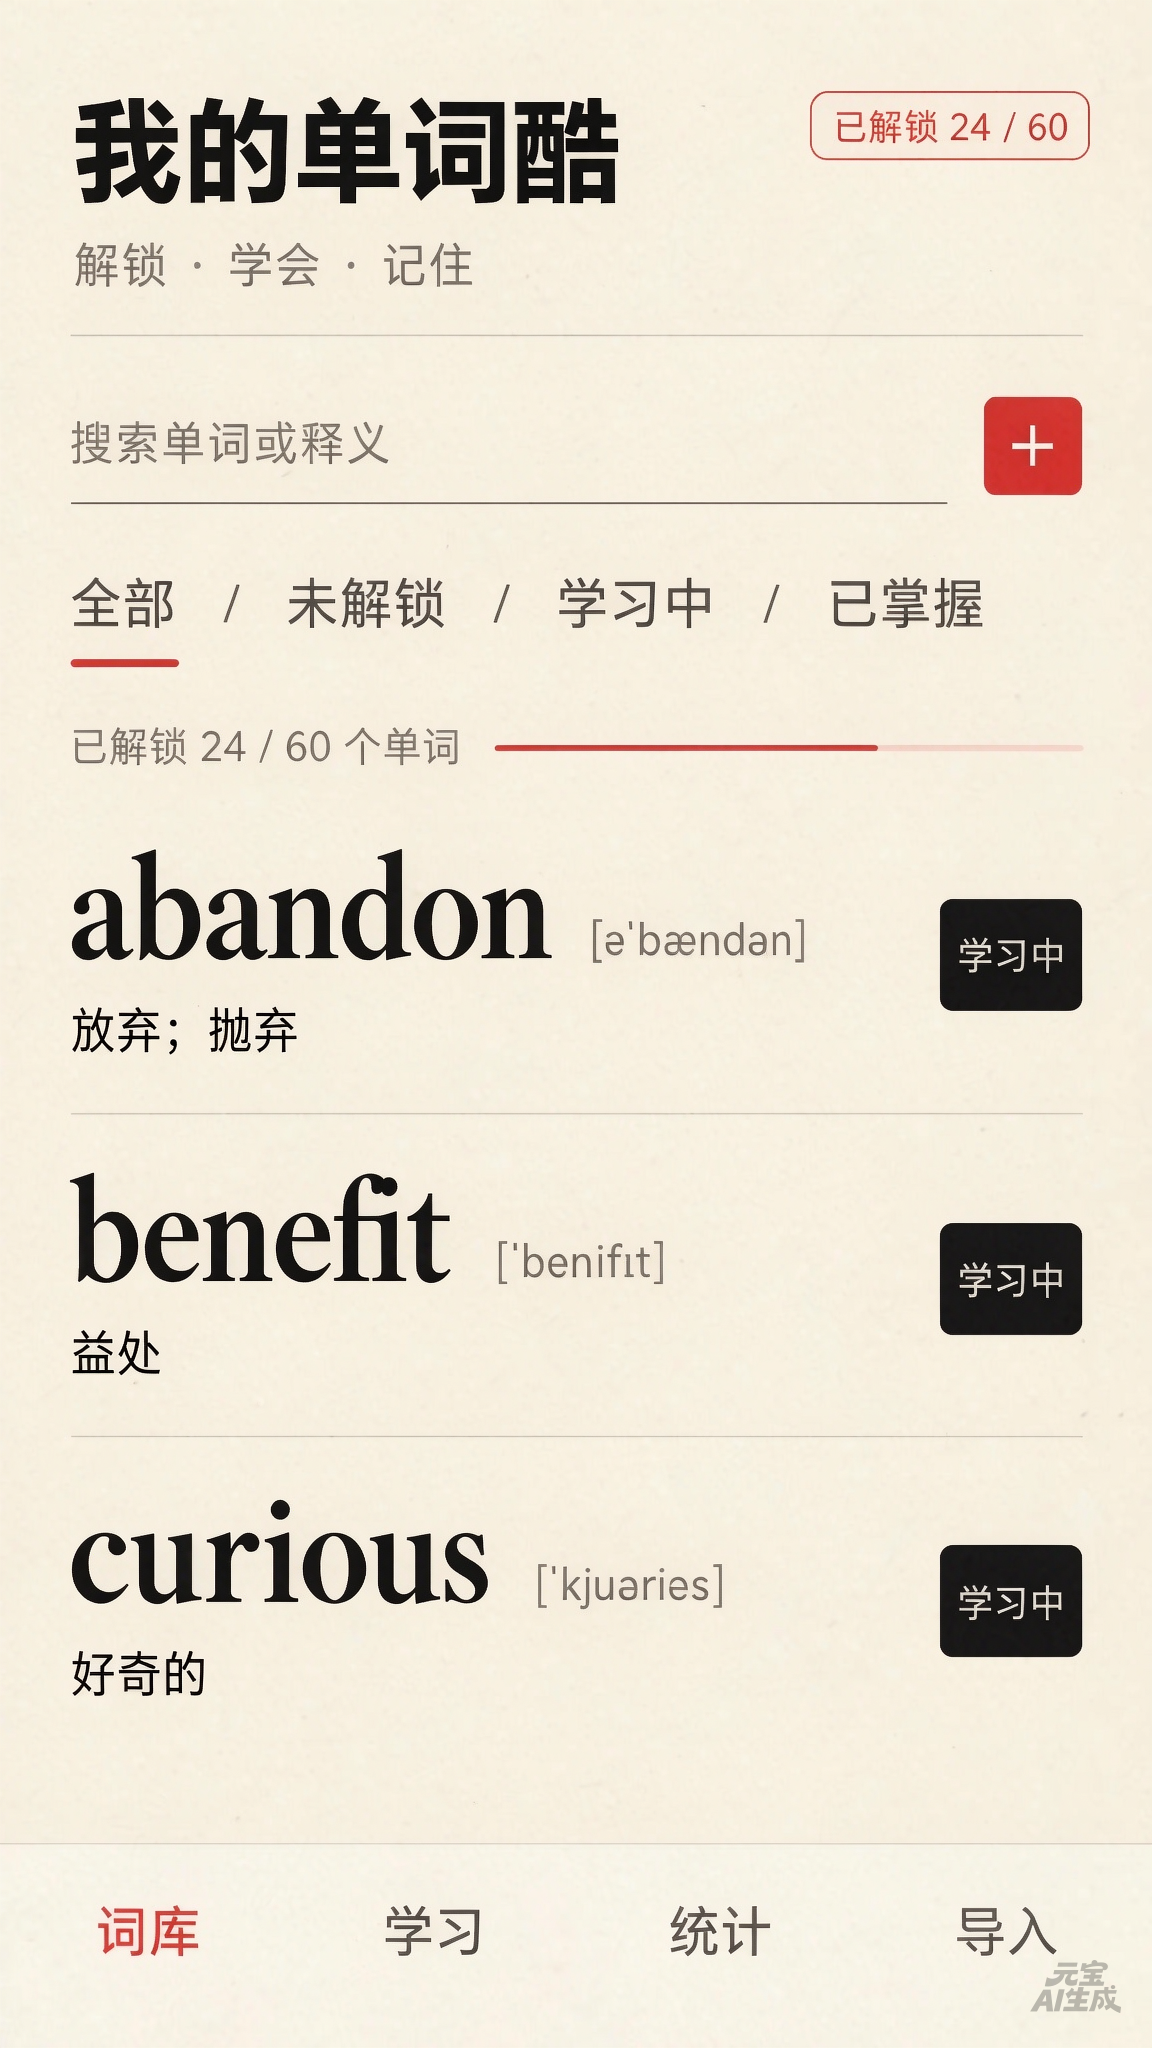 我的单词酷
已解锁 24 / 60
解锁 · 学会 · 记住
搜索单词或释义
+
全部 / 未解锁 / 学习中 / 已掌握
已解锁 24 / 60 个单词
abandon [ə'bændən]
学习中
放弃；抛弃
benefit ['benifɪt]
学习中
益处
curious ['kjuəries]
学习中
好奇的
词库 学习 统计 导入
元宝
AI生成